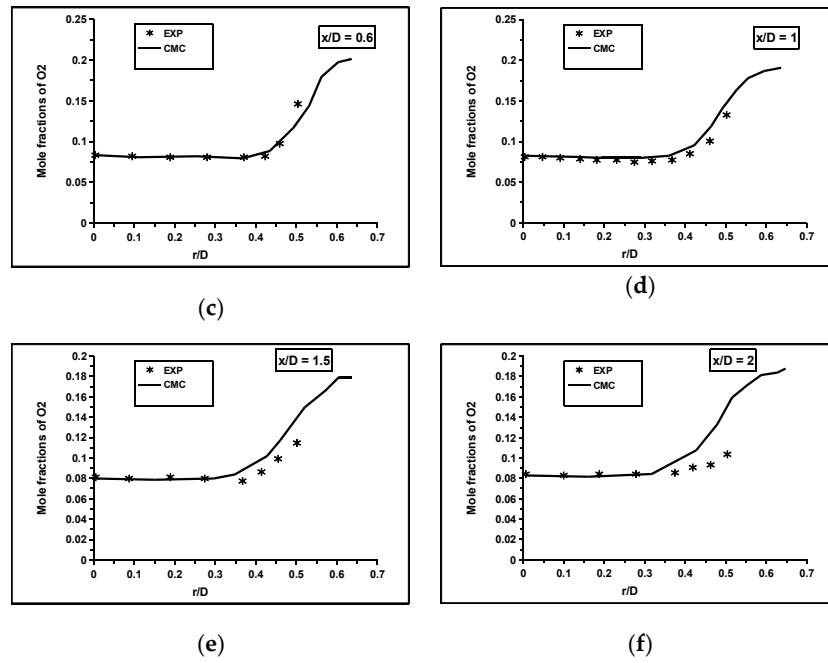 0.25
EXP
CMC
x/D = 0.6
0.2
0.15
0.1
0.05
0
Mole fractions of O2
0 0.1 0.2 0.3 0.4 0.5 0.6 0.7
r/D
(c)
0.25
EXP
CMC
x/D = 1
0.2
0.15
0.1
0.05
0
Mole fractions of O2
0 0.1 0.2 0.3 0.4 0.5 0.6 0.7
r/D
(d)
0.2
EXP
CMC
x/D = 1.5
0.18
0.16
0.14
0.12
0.1
0.08
0.06
0.04
0.02
0
Mole fractions of O2
0 0.1 0.2 0.3 0.4 0.5 0.6 0.7
r/D
(e)
0.2
EXP
CMC
x/D = 2
0.18
0.16
0.14
0.12
0.1
0.08
0.06
0.04
0.02
0
Mole fractions of O2
0 0.1 0.2 0.3 0.4 0.5 0.6 0.7
r/D
(f)